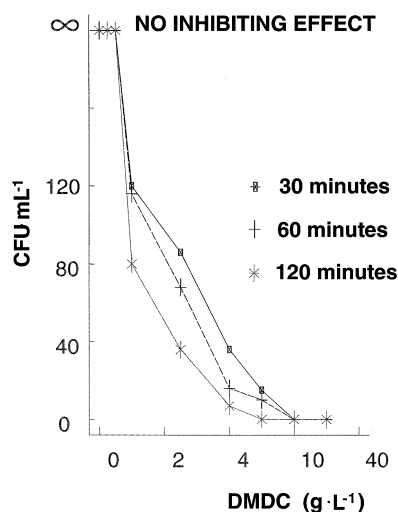 ∞ NO INHIBITING EFFECT
120
80
40
0
CFU mL-1
30 minutes
60 minutes
120 minutes
0 2 4 10 40
DMDC (g·L-1)